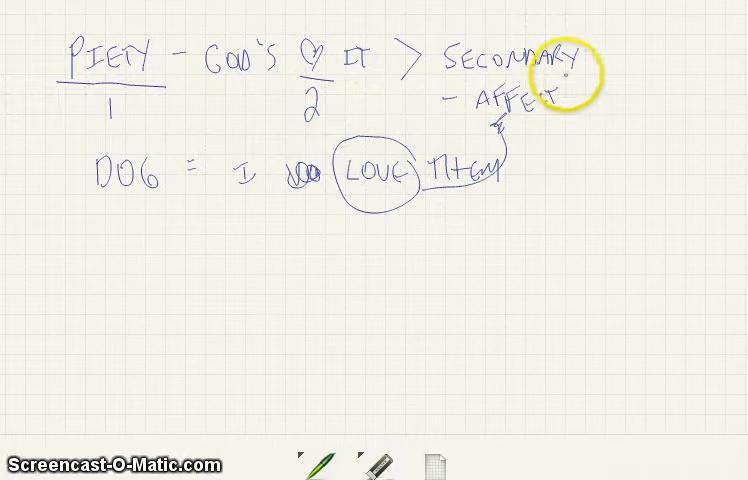 PIETY - GOD'S ♡ IT > SECONDARY
1 2 - AFFECT
DOG = I LOVE THEM
Screencast-O-Matic.com